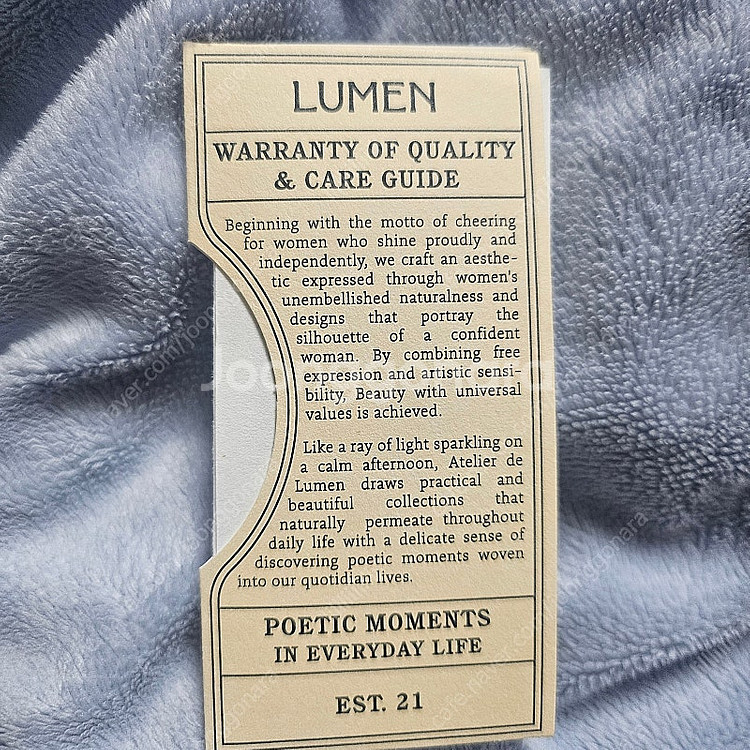 LUMEN
WARRANTY OF QUALITY
& CARE GUIDE
Beginning with the motto of cheering
for women who shine proudly and
independently, we craft an aesthe-
tic expressed through women's
unembellished naturalness and
designs that portray the
silhouette of a confident
woman. By combining free
expression and artistic sensi-
bility, Beauty with universal
values is achieved.
Like a ray of light sparkling on
a calm afternoon, Atelier de
Lumen draws practical and
beautiful collections that
naturally permeate throughout
daily life with a delicate sense of
discovering poetic moments woven
into our quotidian lives.
POETIC MOMENTS
IN EVERYDAY LIFE
EST. 21